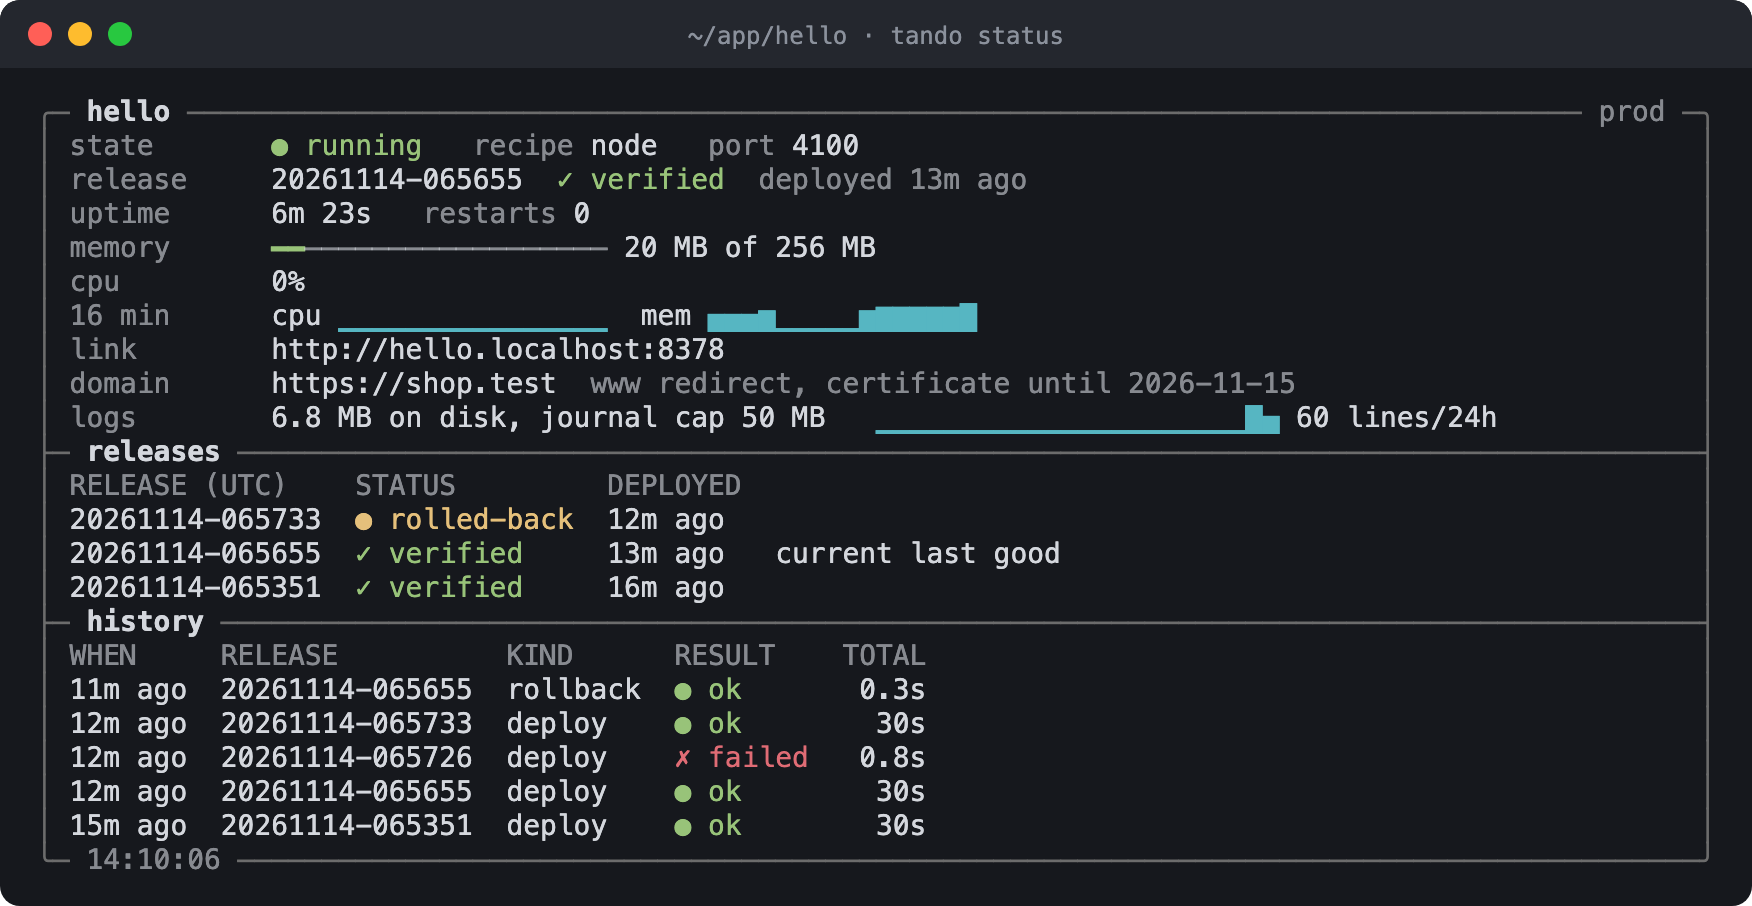 ~/app/hello · tando status
hello prod
state ● running recipe node port 4100
release 20261114-065655 ✓ verified deployed 13m ago
uptime 6m 23s restarts 0
memory 20 MB of 256 MB
cpu 0%
16 min cpu mem
link http://hello.localhost:8378
domain https://shop.test www redirect, certificate until 2026-11-15
logs 6.8 MB on disk, journal cap 50 MB 60 lines/24h
releases
RELEASE (UTC) STATUS DEPLOYED
20261114-065733 ● rolled-back 12m ago
20261114-065655 ✓ verified 13m ago current last good
20261114-065351 ✓ verified 16m ago
history
WHEN RELEASE KIND RESULT TOTAL
11m ago 20261114-065655 rollback ● ok 0.3s
12m ago 20261114-065733 deploy ● ok 30s
12m ago 20261114-065726 deploy ✗ failed 0.8s
12m ago 20261114-065655 deploy ● ok 30s
15m ago 20261114-065351 deploy ● ok 30s
14:10:06